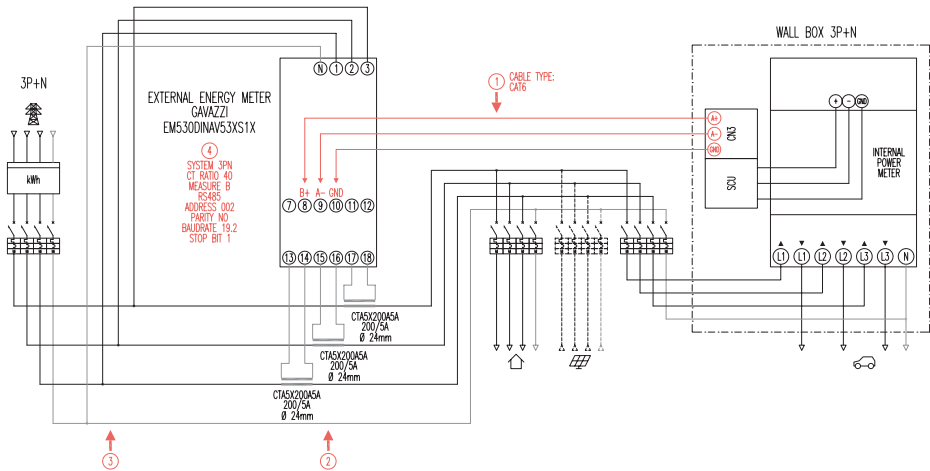 WALL BOX 3P+N
3P+N
kWh
EXTERNAL ENERGY METER
GAVAZZI
EM530DINAV53XS1X
4
SYSTEM 3PN
CT RATIO 40
MEASURE B
RS485
ADDRESS 002
PARITY NO
BAUDRATE 19.2
STOP BIT 1
N 1 2 3
B+ A- GND
7 8 9 10 11 12
13 14 15 16 17 18
1
CABLE TYPE:
CAT6
A+
A-
GND
CN3
SCU
+ - GND
INTERNAL
POWER
METER
L1 L1 L2 L2 L3 L3 N
CTA5X200A5A
200/5A
Ø 24mm
CTA5X200A5A
200/5A
Ø 24mm
CTA5X200A5A
200/5A
Ø 24mm
3
2